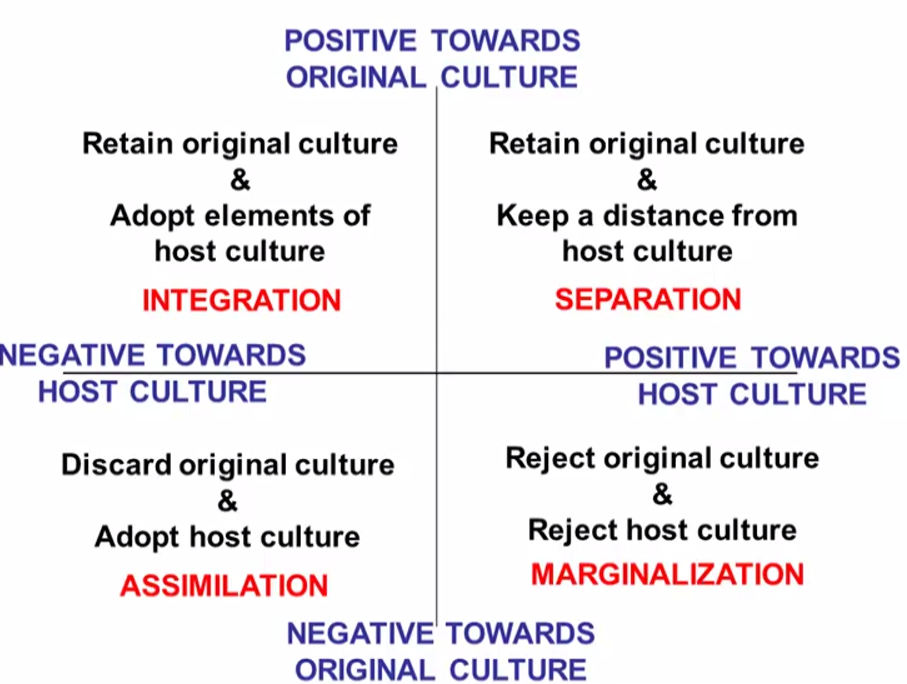 POSITIVE TOWARDS
ORIGINAL CULTURE
Retain original culture
&
Adopt elements of
host culture
INTEGRATION
Retain original culture
&
Keep a distance from
host culture
SEPARATION
NEGATIVE TOWARDS
HOST CULTURE
POSITIVE TOWARDS
HOST CULTURE
Discard original culture
&
Adopt host culture
ASSIMILATION
Reject original culture
&
Reject host culture
MARGINALIZATION
NEGATIVE TOWARDS
ORIGINAL CULTURE